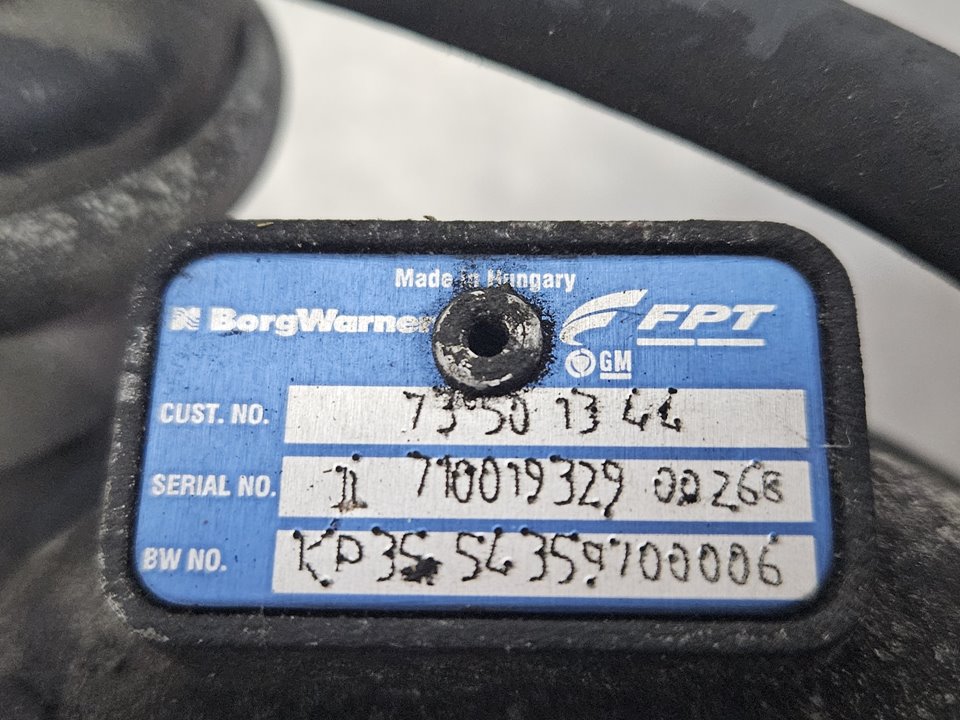 Made in Hungary
BorgWarner FPT
GM
CUST. NO. 73 50 13 44
SERIAL NO. 710019329
BW NO. KP35 54359700006